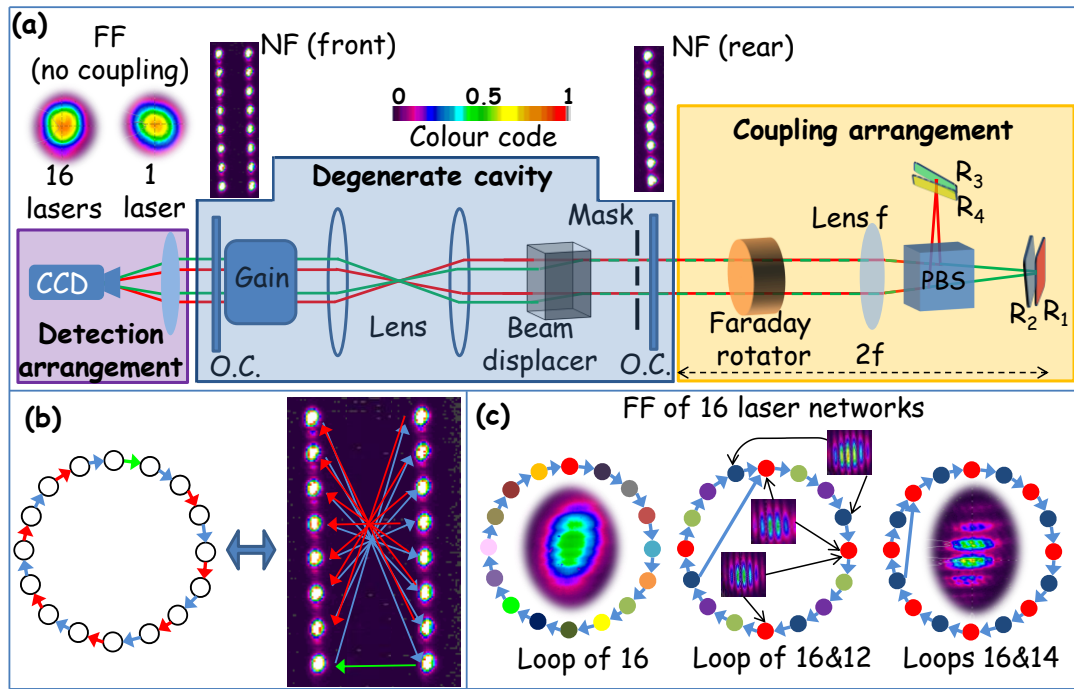 (a)
FF
(no coupling)
16
lasers
1
laser
NF (front)
0 0.5 1
Colour code
NF (rear)
Degenerate cavity
Mask
Coupling arrangement
R3
R4
Lens f
PBS
R2
R1
CCD
Detection
arrangement
Gain
Lens
Beam
displacer
O.C.
O.C.
Faraday
rotator
2f
(b)
(c)
FF of 16 laser networks
Loop of 16
Loop of 16&12
Loops 16&14